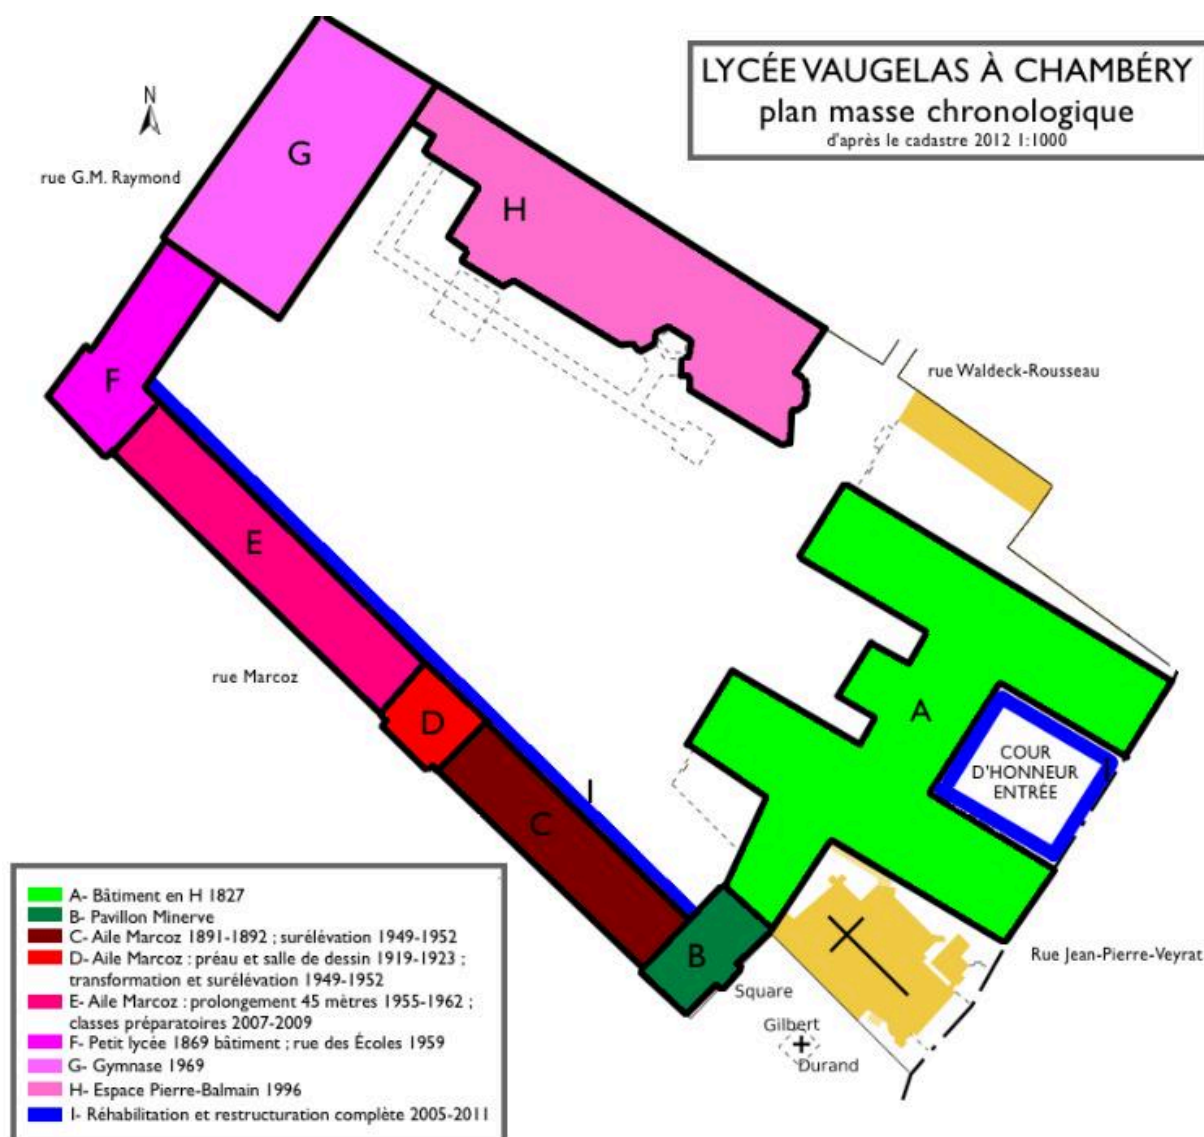 LYCÉE VAUGELAS À CHAMBÉRY
plan masse chronologique
d'après le cadastre 2012 1:1000
N
rue G.M. Raymond
G
H
rue Waldeck-Rousseau
F
E
rue Marcoz
D
A
COUR
D'HONNEUR
ENTRÉE
I
C
B
Rue Jean-Pierre-Veyrat
Square
Gilbert
Durand
A- Bâtiment en H 1827
B- Pavillon Minerve
C- Aile Marcoz 1891-1892 ; surélévation 1949-1952
D- Aile Marcoz : préau et salle de dessin 1919-1923 ;
transformation et surélévation 1949-1952
E- Aile Marcoz : prolongement 45 mètres 1955-1962 ;
classes préparatoires 2007-2009
F- Petit lycée 1869 bâtiment ; rue des Écoles 1959
G- Gymnase 1969
H- Espace Pierre-Balmain 1996
I- Réhabilitation et restructuration complète 2005-2011